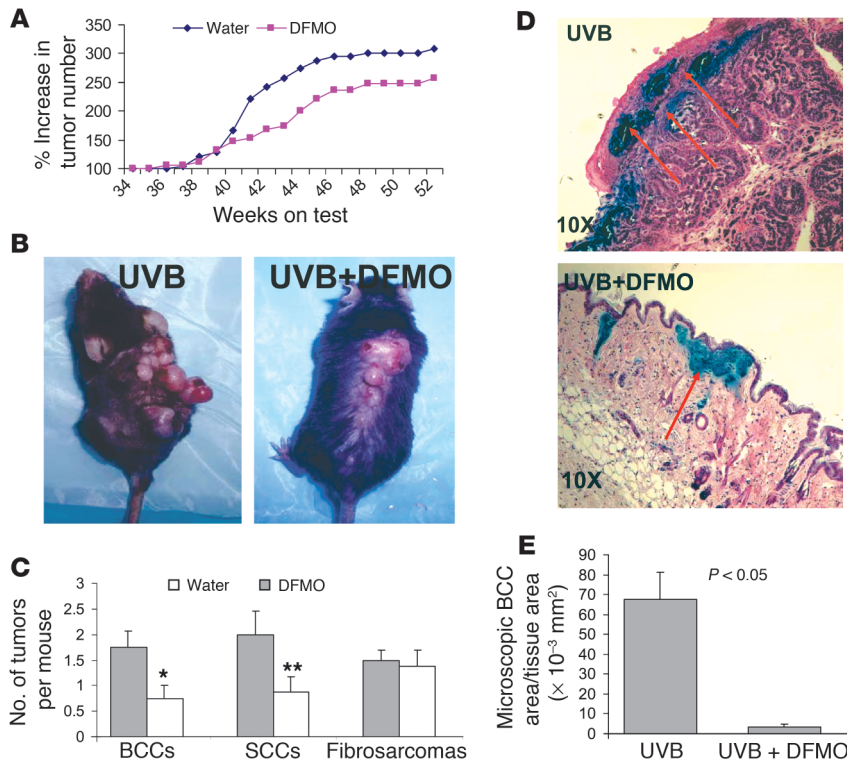 A
Water DFMO
% Increase in
tumor number
350
300
250
200
150
100
34 36 38 40 42 44 46 48 50 52
Weeks on test
B
UVB
UVB+DFMO
C
Water DFMO
No. of tumors
per mouse
3
2.5
2
1.5
1
0.5
0
* **
BCCs SCCs Fibrosarcomas
D
UVB
10X
UVB+DFMO
10X
E
Microscopic BCC
area/tissue area
(× 10⁻³ mm²)
90
80
70
60
50
40
30
20
10
0
P < 0.05
UVB UVB + DFMO